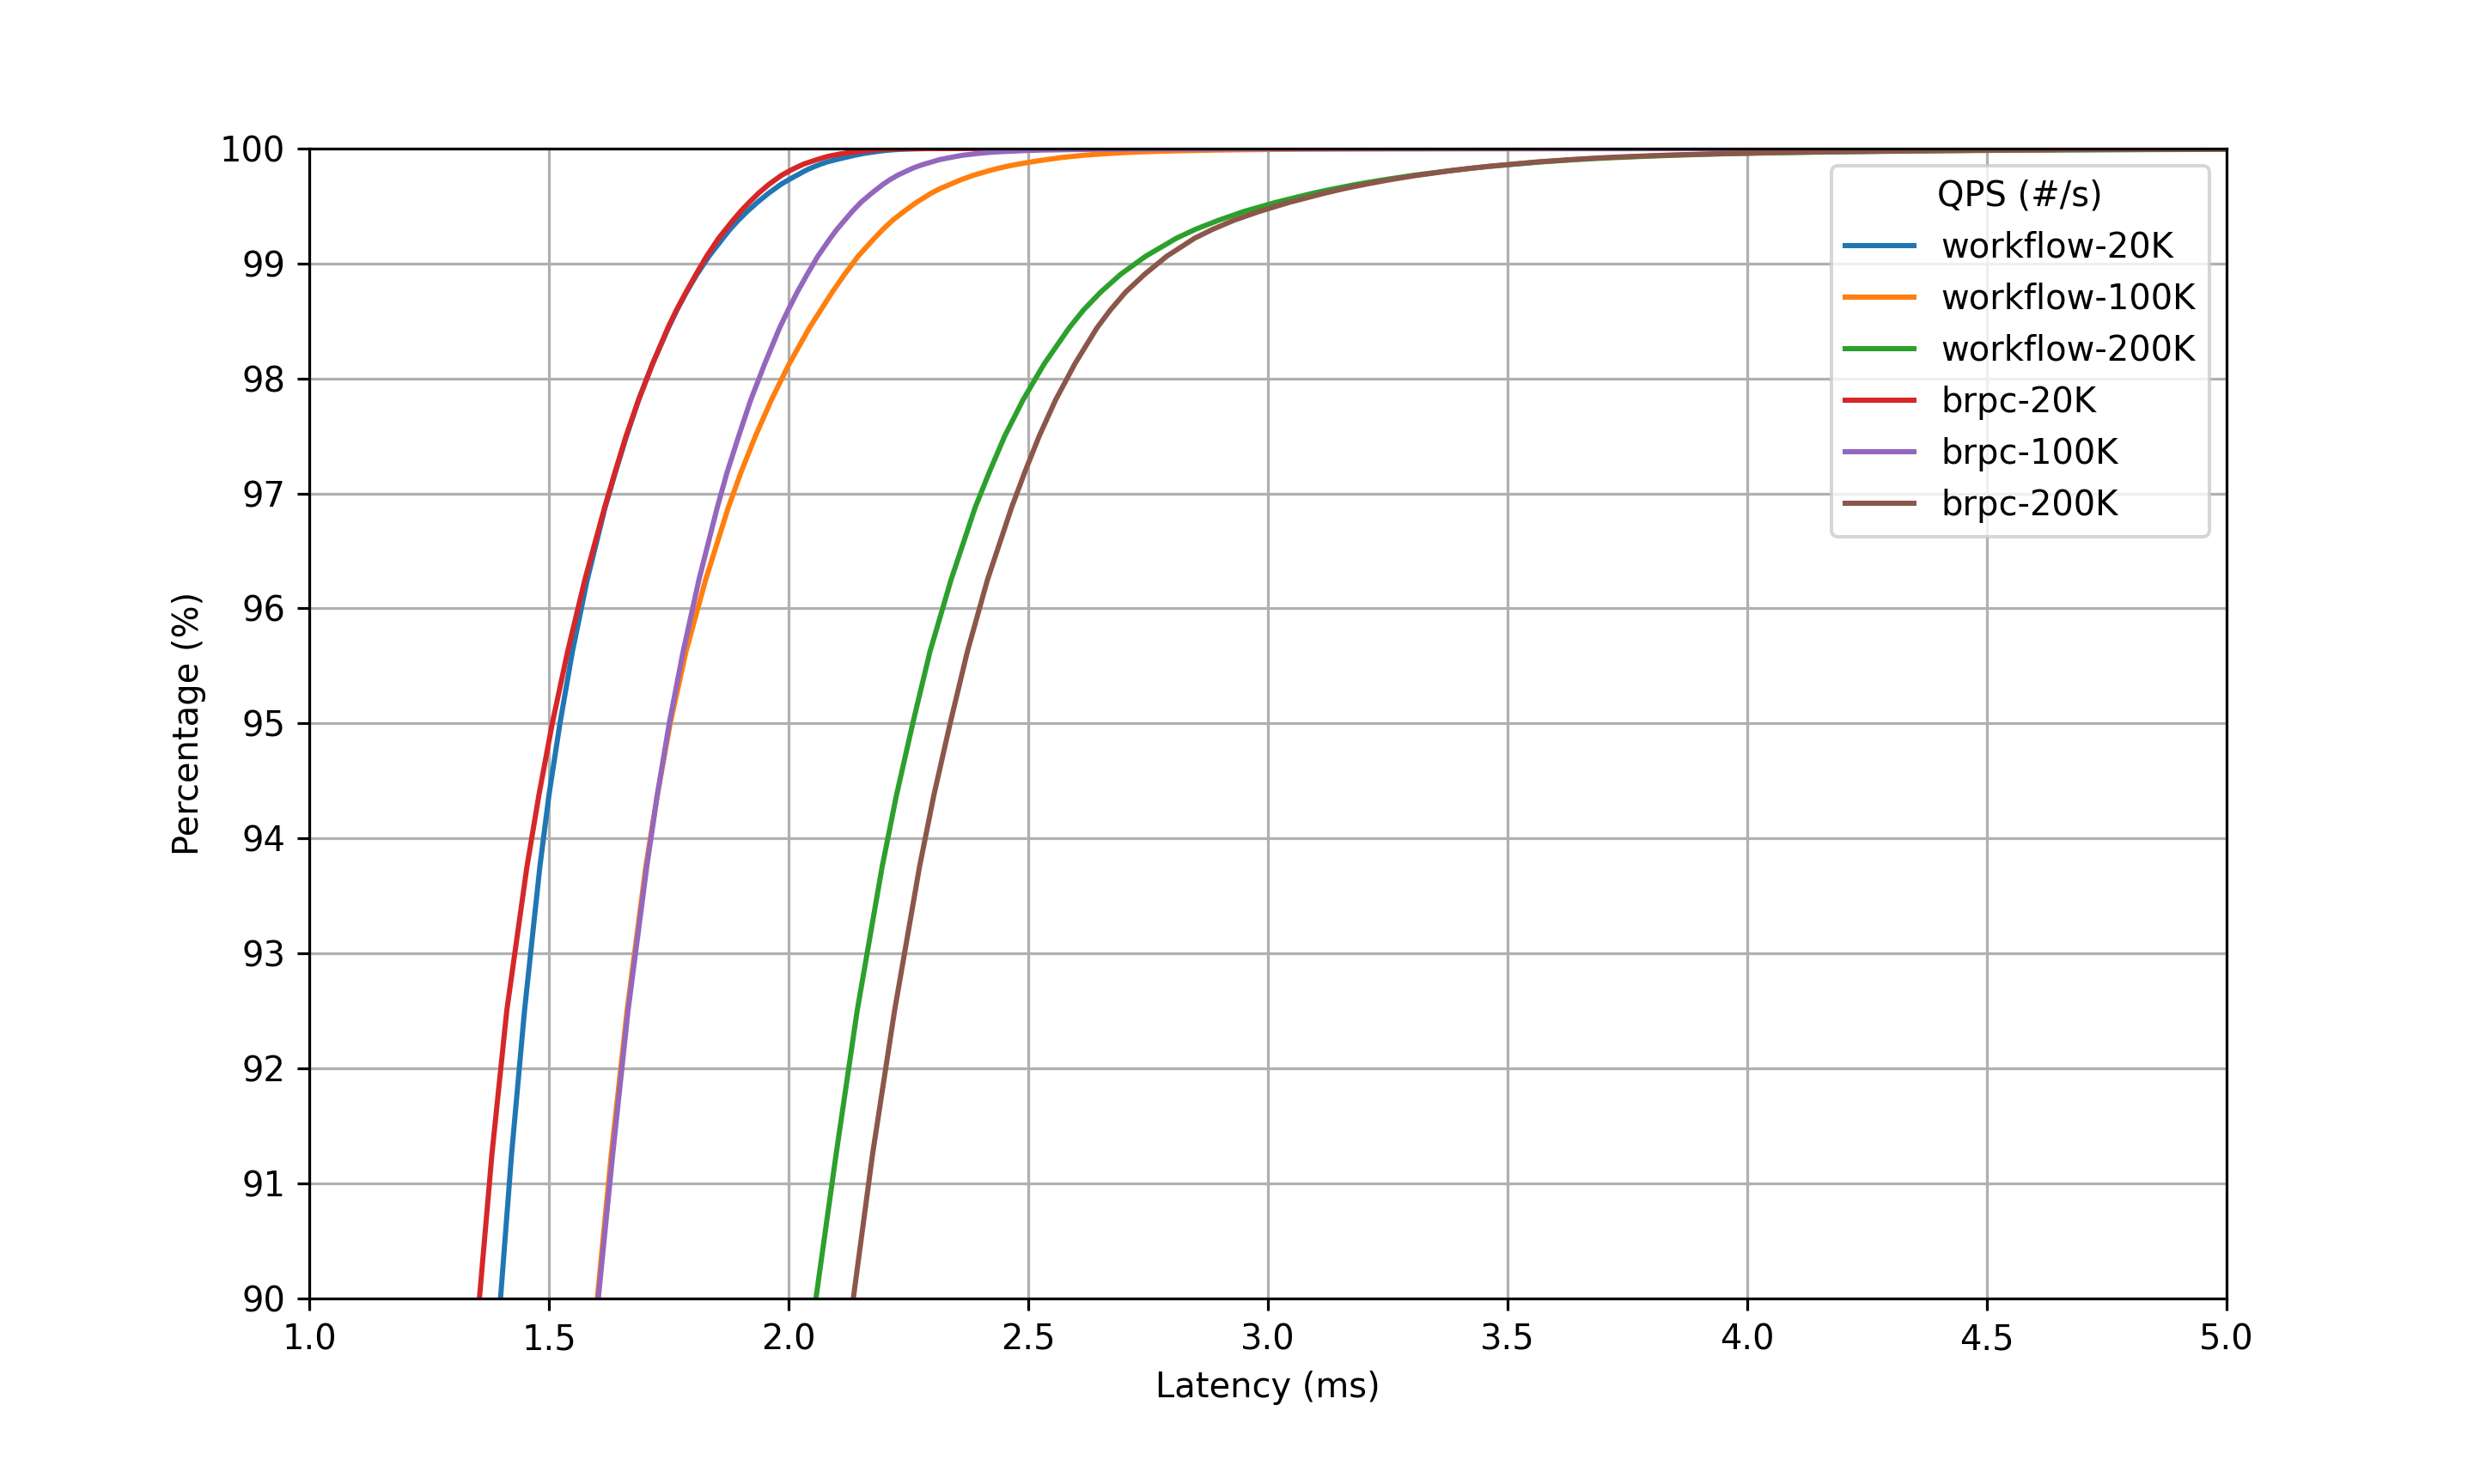 100
99
98
97
96
95
94
93
92
91
90
Percentage (%)
1.0 1.5 2.0 2.5 3.0 3.5 4.0 4.5 5.0
Latency (ms)
QPS (#/s)
workflow-20K
workflow-100K
workflow-200K
brpc-20K
brpc-100K
brpc-200K